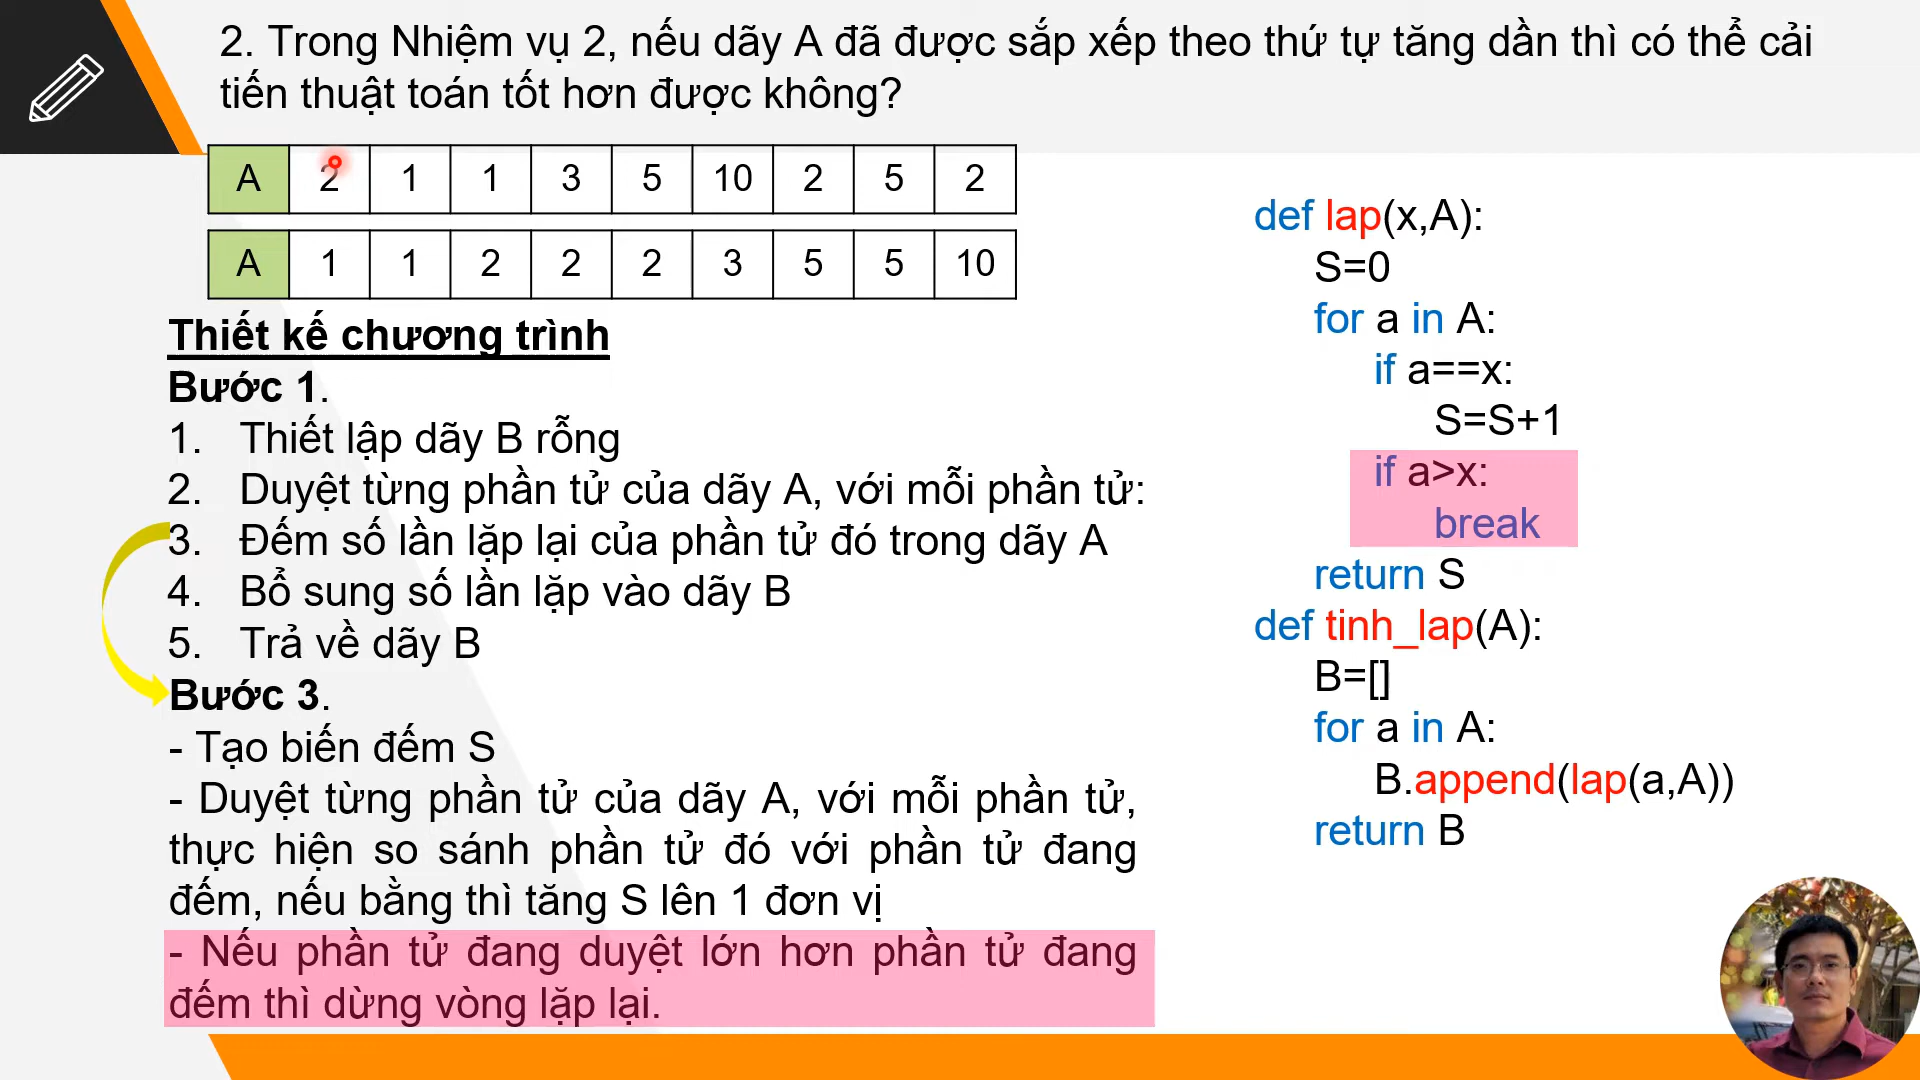 2. Trong Nhiệm vụ 2, nếu dãy A đã được sắp xếp theo thứ tự tăng dần thì có thể cải
tiến thuật toán tốt hơn được không?
A 2 1 1 3 5 10 2 5 2
A 1 1 2 2 2 3 5 5 10
Thiết kế chương trình
Bước 1.
1. Thiết lập dãy B rỗng
2. Duyệt từng phần tử của dãy A, với mỗi phần tử:
3. Đếm số lần lặp lại của phần tử đó trong dãy A
4. Bổ sung số lần lặp vào dãy B
5. Trả về dãy B
Bước 3.
- Tạo biến đếm S
- Duyệt từng phần tử của dãy A, với mỗi phần tử,
thực hiện so sánh phần tử đó với phần tử đang
đếm, nếu bằng thì tăng S lên 1 đơn vị
- Nếu phần tử đang duyệt lớn hơn phần tử đang
đếm thì dừng vòng lặp lại.
def lap(x,A):
S=0
for a in A:
if a==x:
S=S+1
if a>x:
break
return S
def tinh_lap(A):
B=[]
for a in A:
B.append(lap(a,A))
return B